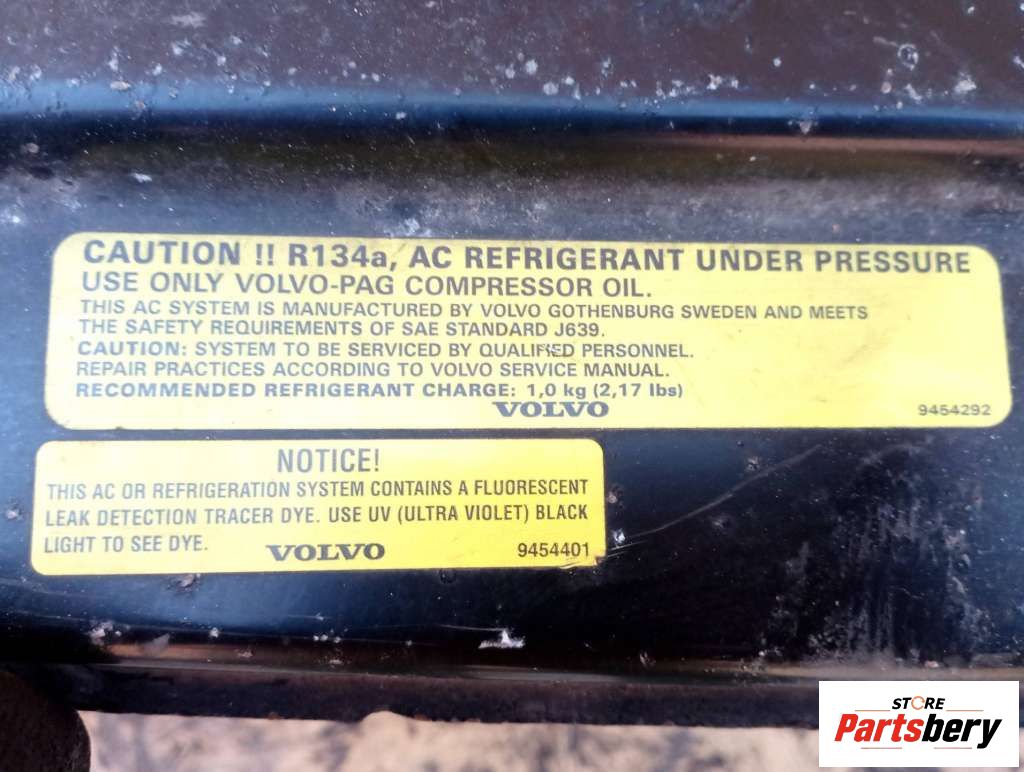 CAUTION !! R134a, AC REFRIGERANT UNDER PRESSURE
USE ONLY VOLVO-PAG COMPRESSOR OIL.
THIS AC SYSTEM IS MANUFACTURED BY VOLVO GOTHENBURG SWEDEN AND MEETS
THE SAFETY REQUIREMENTS OF SAE STANDARD J639.
CAUTION: SYSTEM TO BE SERVICED BY QUALIFIED PERSONNEL.
REPAIR PRACTICES ACCORDING TO VOLVO SERVICE MANUAL.
RECOMMENDED REFRIGERANT CHARGE: 1,0 kg (2,17 lbs)
VOLVO 9454292
NOTICE!
THIS AC OR REFRIGERATION SYSTEM CONTAINS A FLUORESCENT
LEAK DETECTION TRACER DYE. USE UV (ULTRA VIOLET) BLACK
LIGHT TO SEE DYE. VOLVO 9454401
STORE
Partsbery